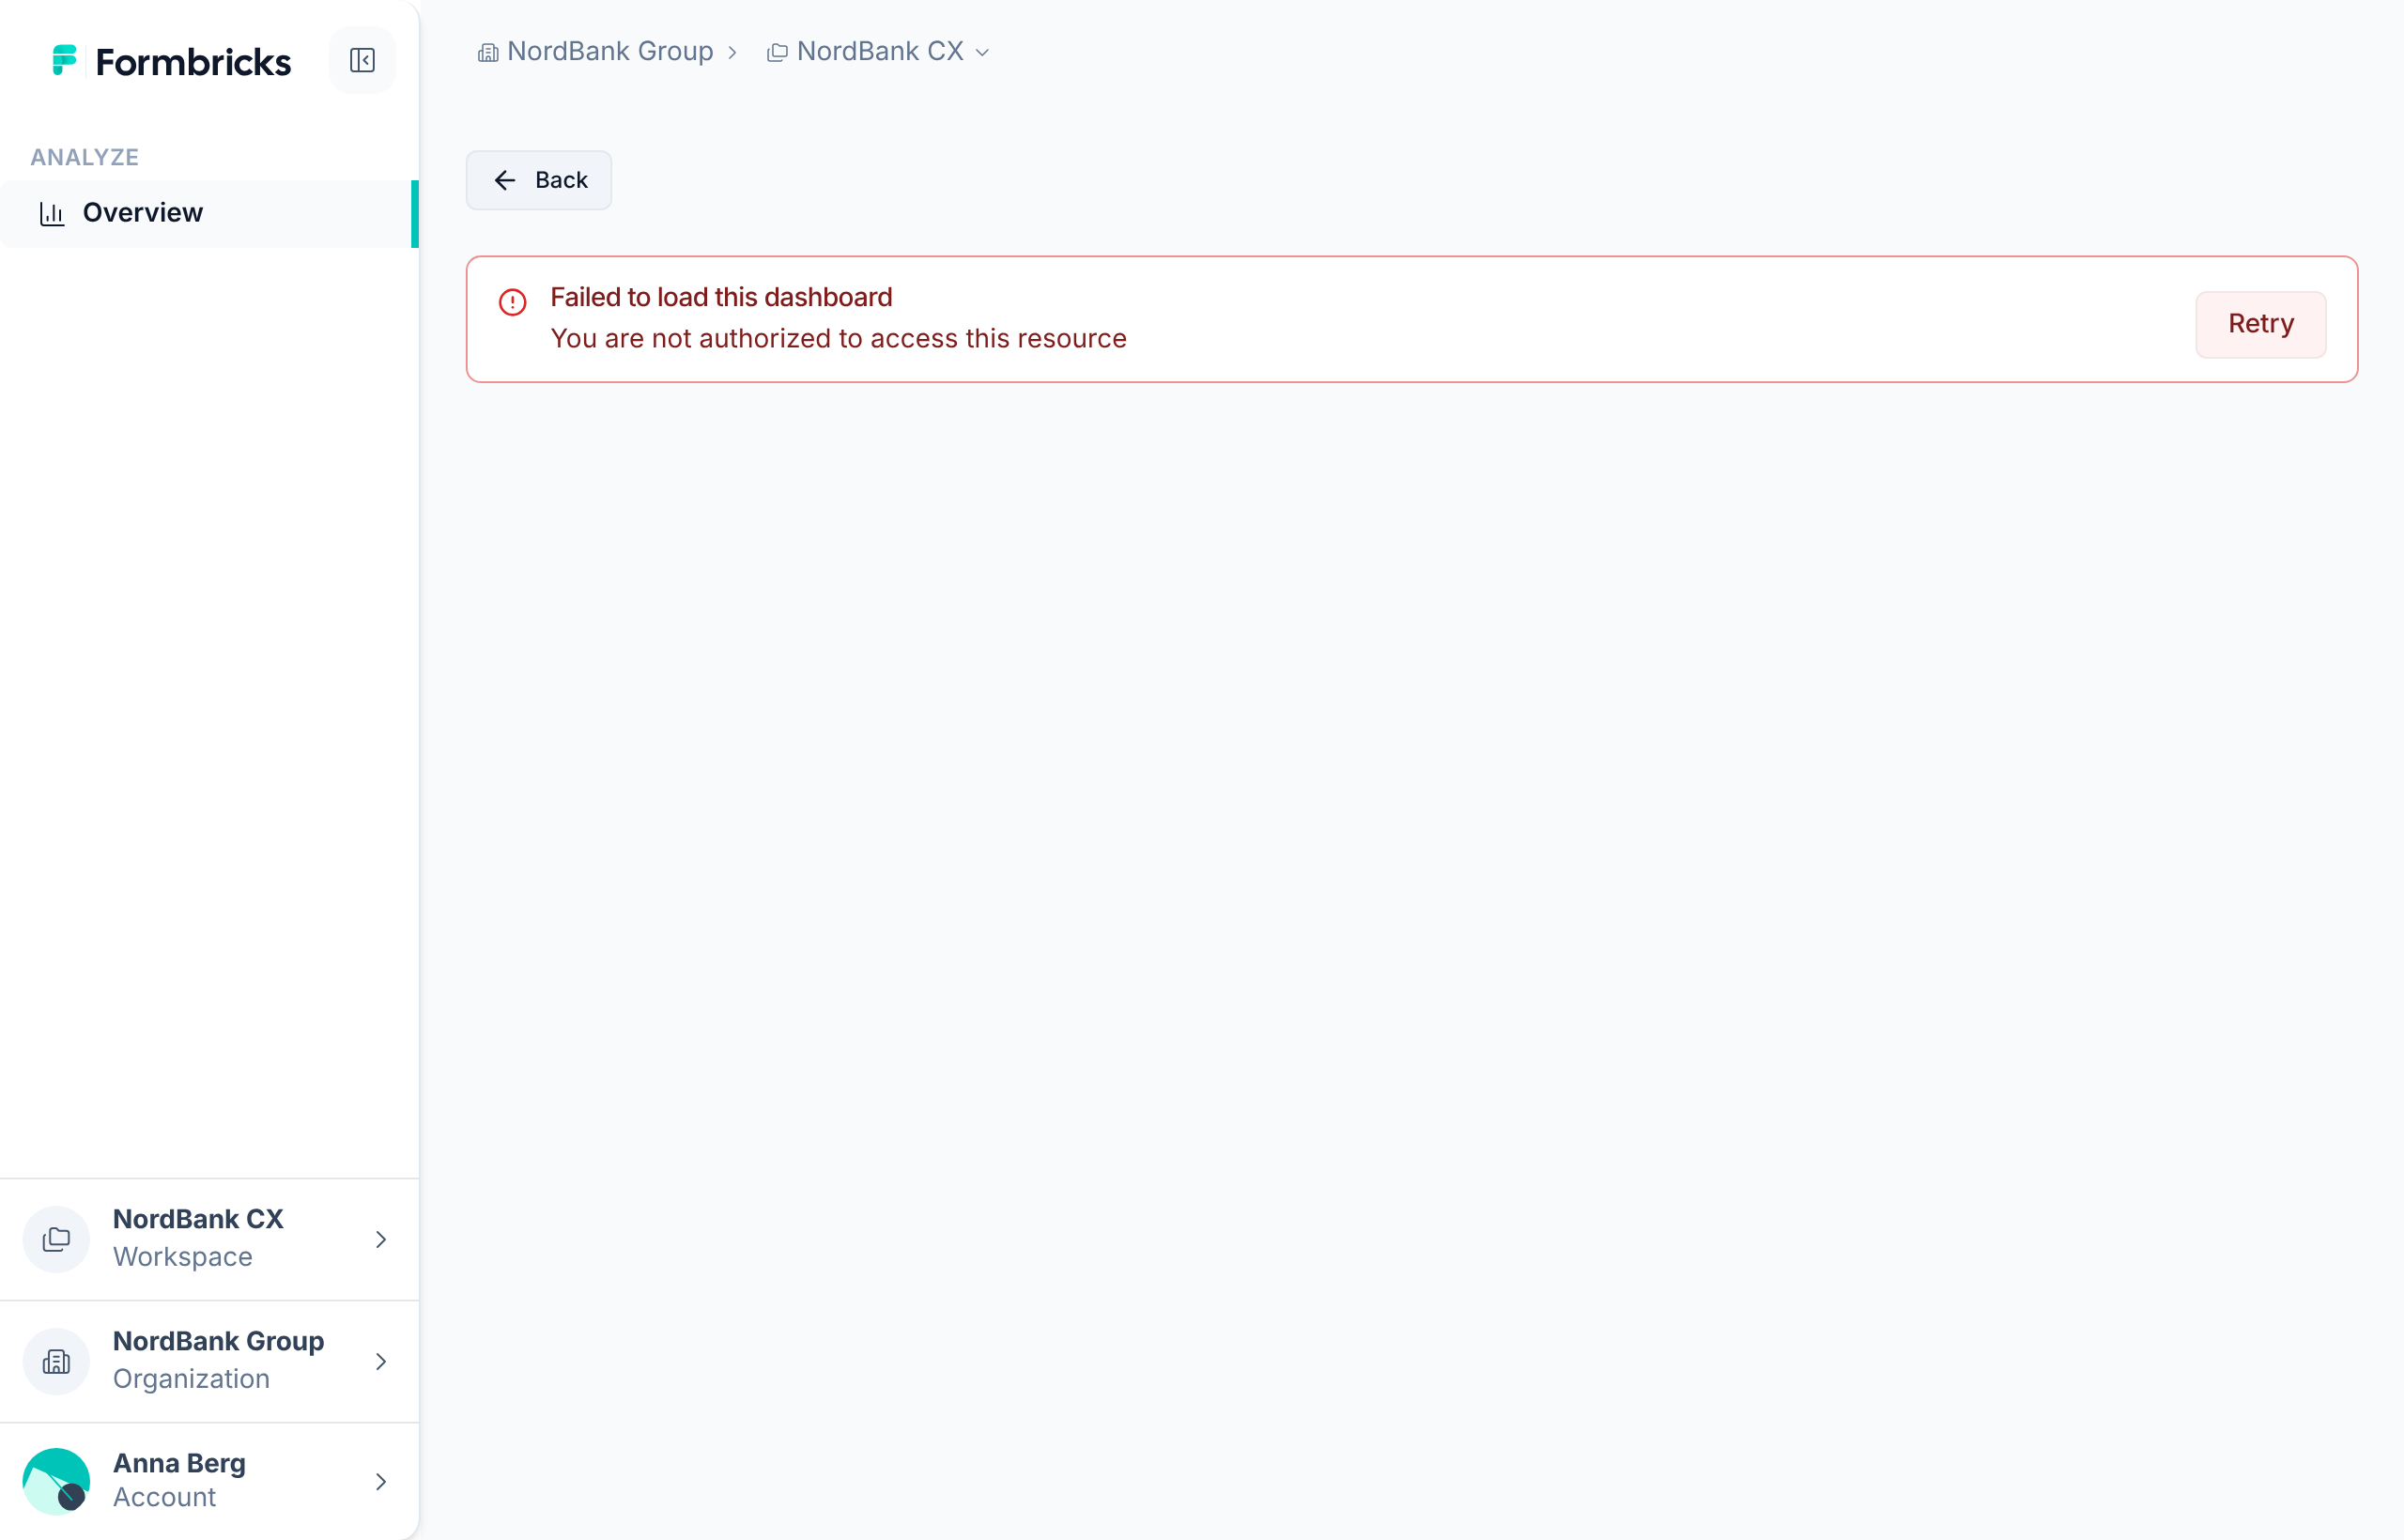 Formbricks
ANALYZE
Overview
NordBank Group
NordBank CX
Back
Failed to load this dashboard
You are not authorized to access this resource
Retry
NordBank CX
Workspace
NordBank Group
Organization
Anna Berg
Account